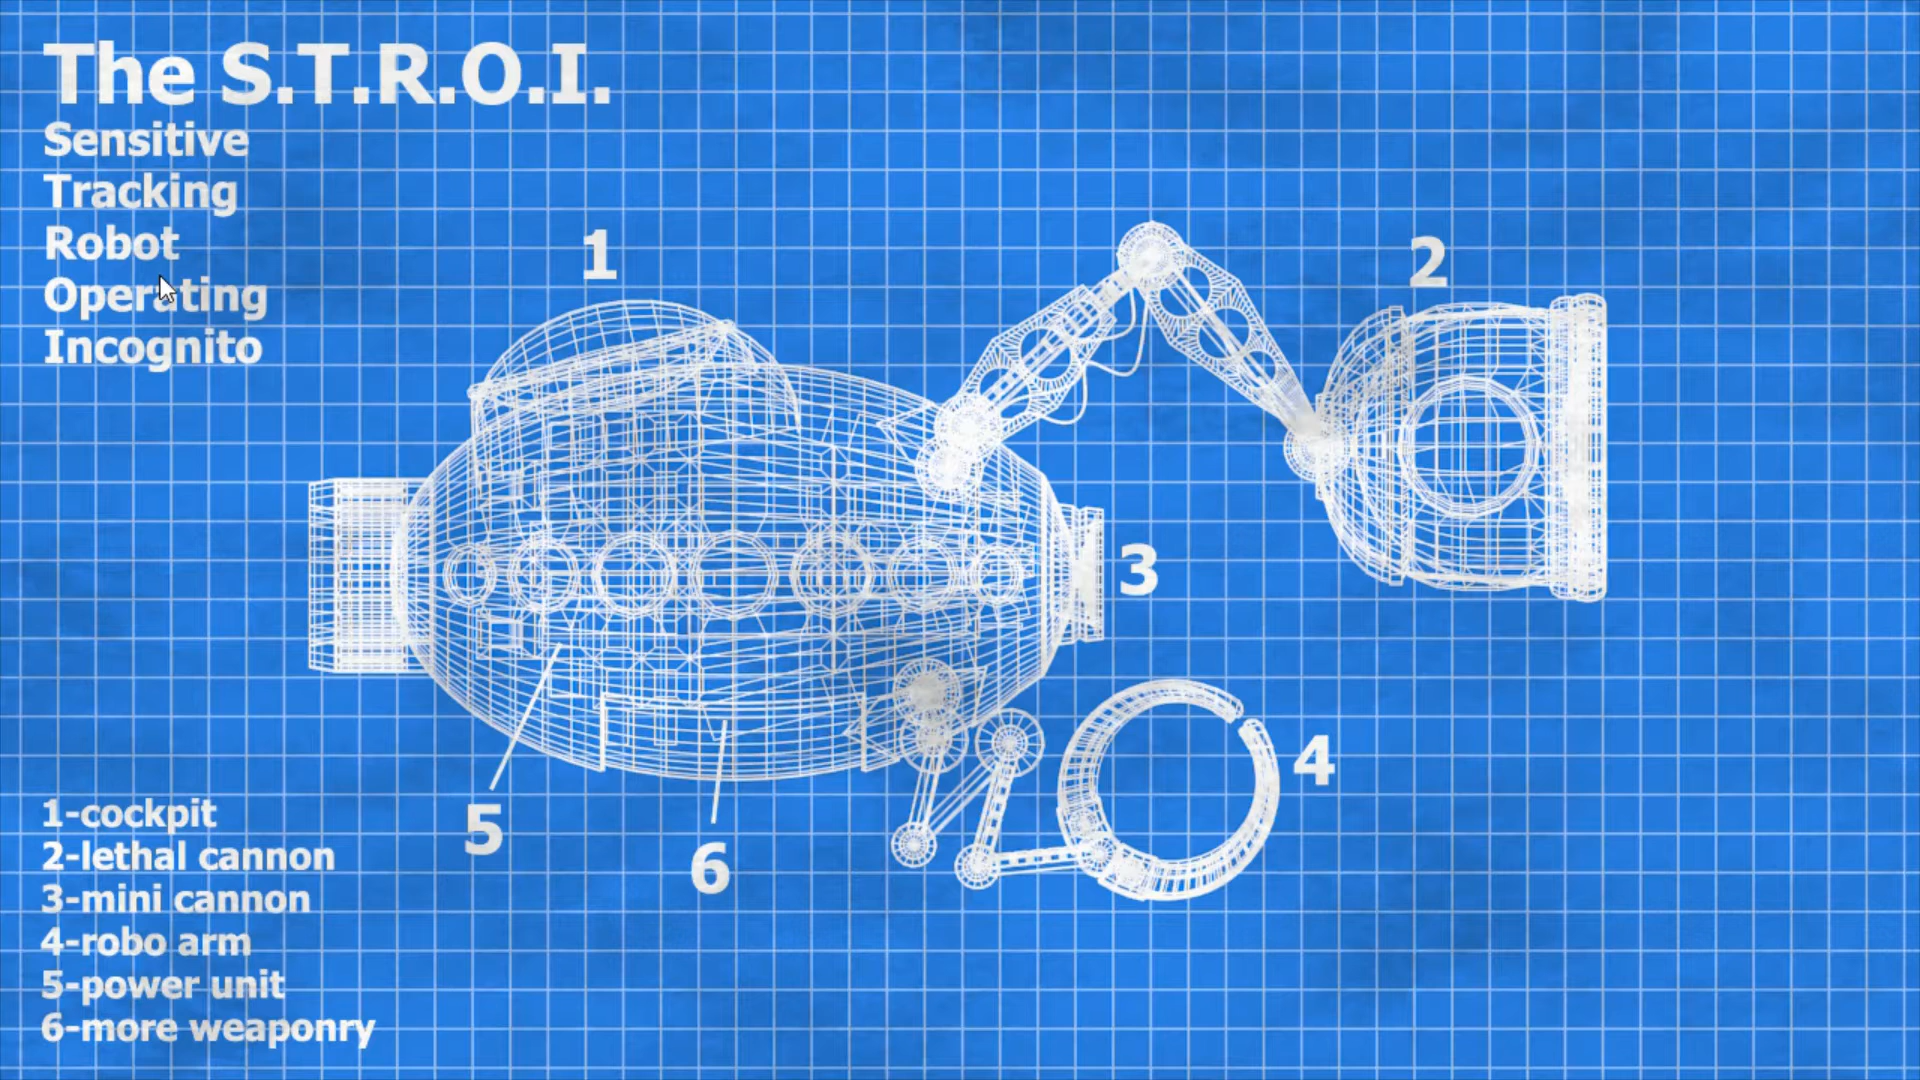 The S.T.R.O.I.
Sensitive
Tracking
Robot
Operating
Incognito
1
2
3
4
5
6
1-cockpit
2-lethal cannon
3-mini cannon
4-robo arm
5-power unit
6-more weaponry